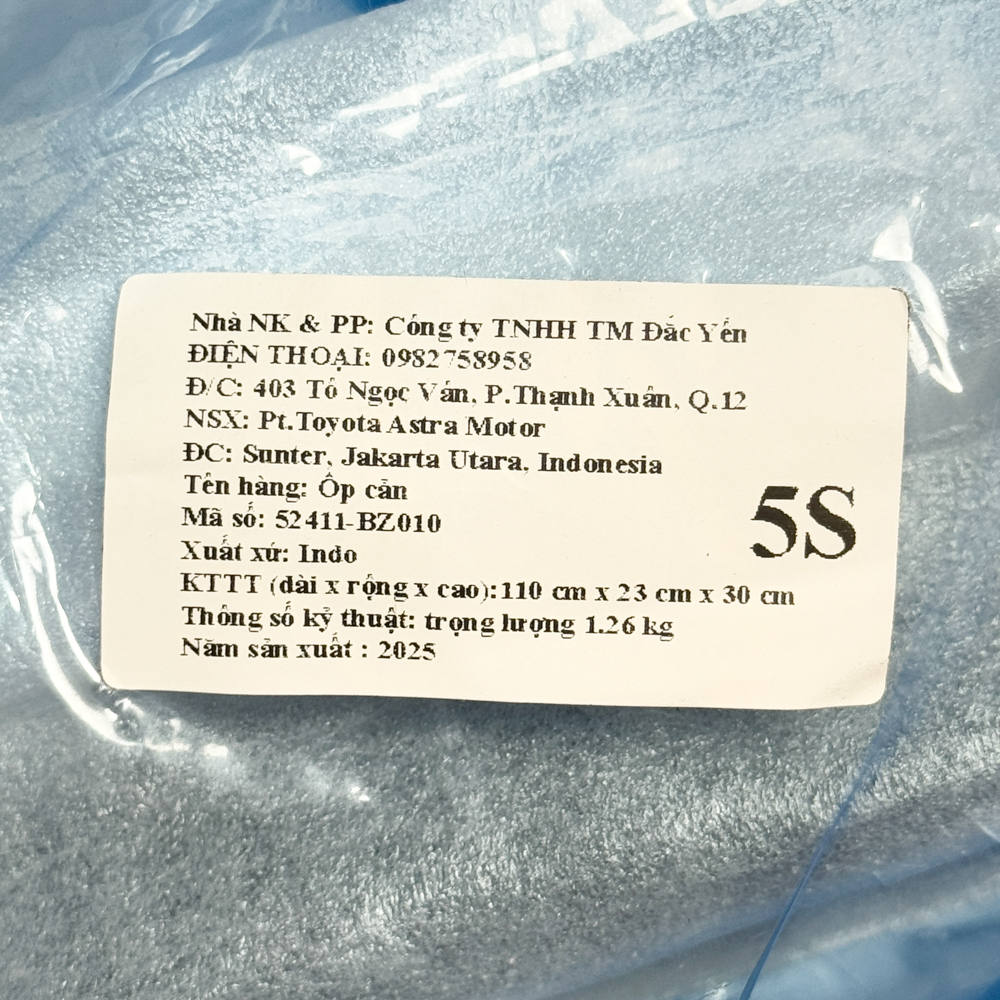 Nhà NK & PP: Công ty TNHH TM Đắc Yến
ĐIỆN THOẠI: 0982758958
Đ/C: 403 Tô Ngọc Vân, P.Thạnh Xuân, Q.12
NSX: Pt.Toyota Astra Motor
ĐC: Sunter, Jakarta Utara, Indonesia
Tên hàng: Ốp cản
Mã số: 52411-BZ010
Xuất xứ: Indo
KTTT (dài x rộng x cao):110 cm x 23 cm x 30 cm
Thông số kỹ thuật: trọng lượng 1.26 kg
Năm sản xuất : 2025
5S